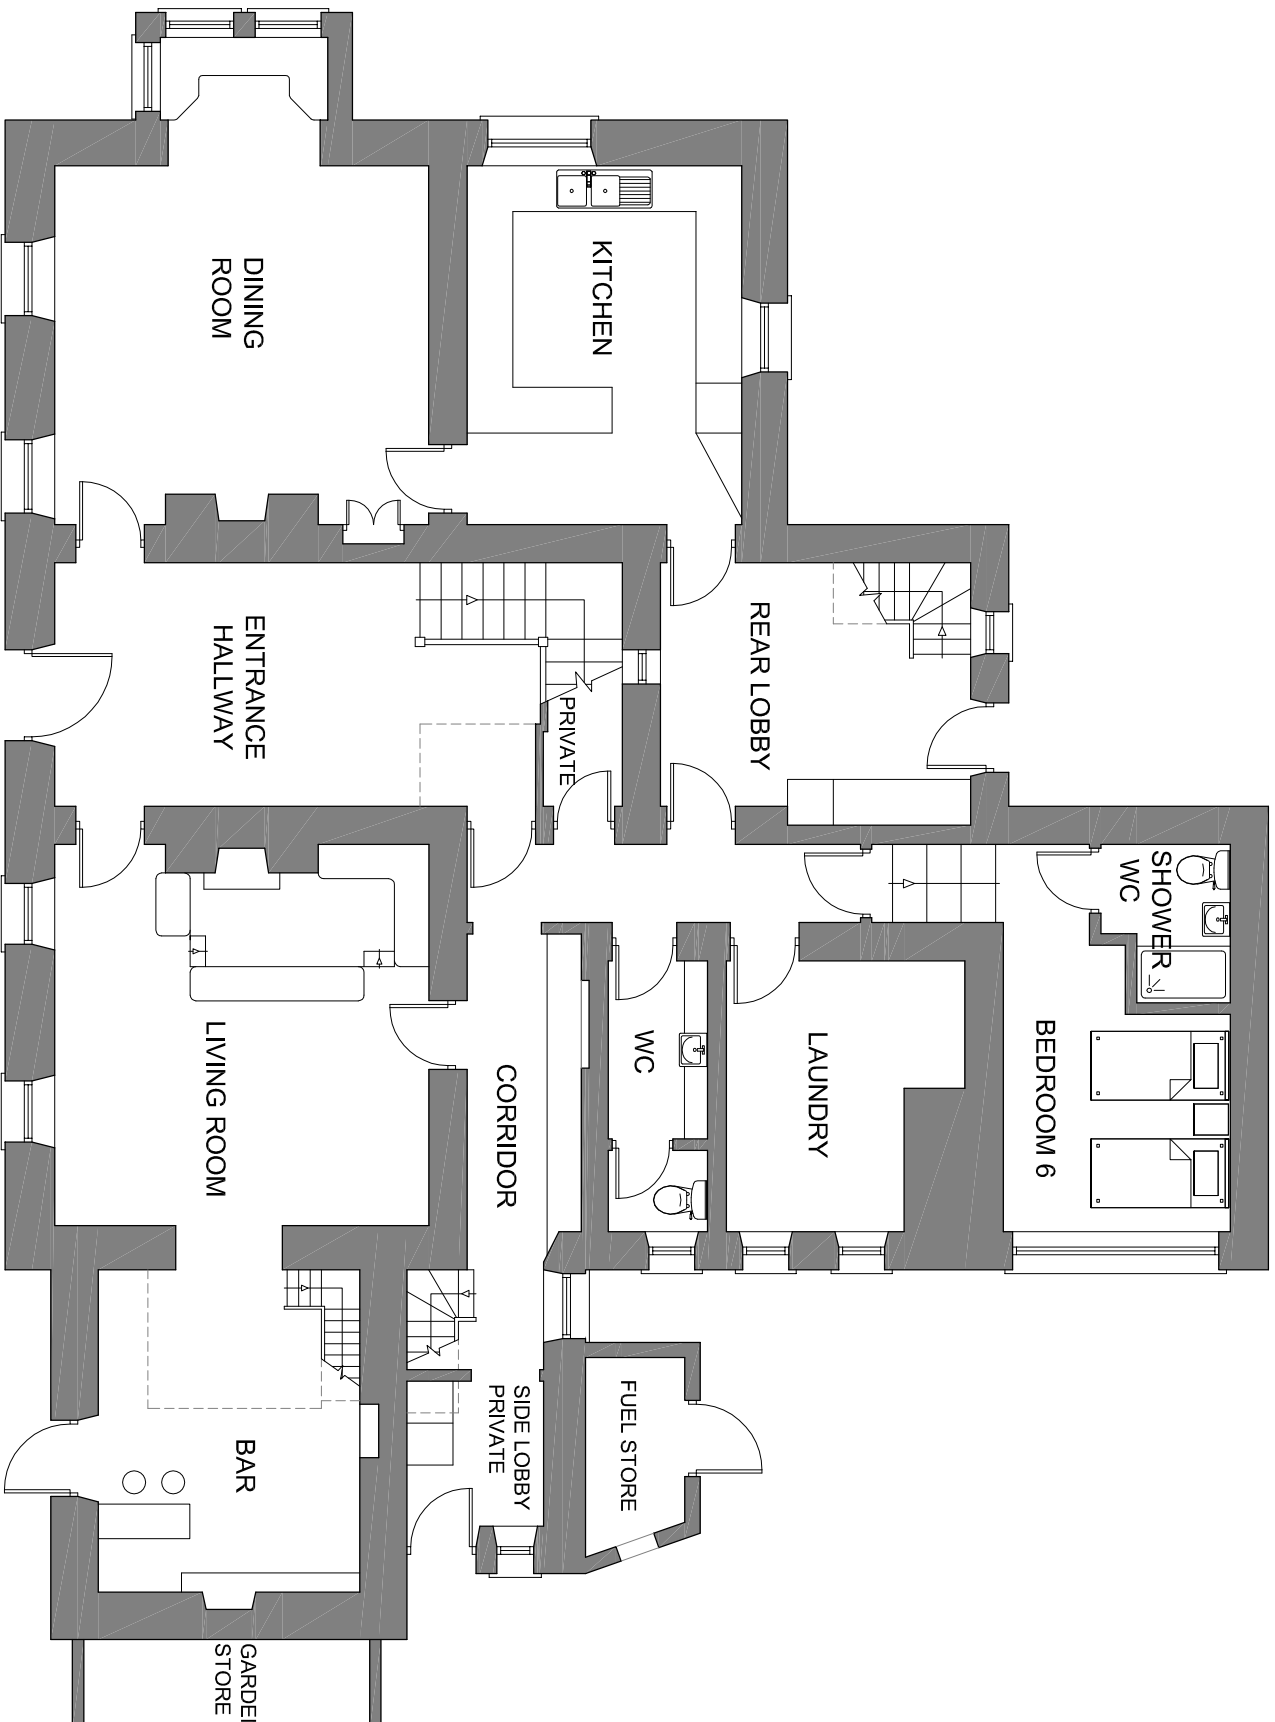 DINING
ROOM
KITCHEN
ENTRANCE
HALLWAY
PRIVATE
REAR LOBBY
SHOWER
WC
LIVING ROOM
CORRIDOR
WC
LAUNDRY
BEDROOM 6
BAR
SIDE LOBBY
PRIVATE
FUEL STORE
GARDEN
STORE